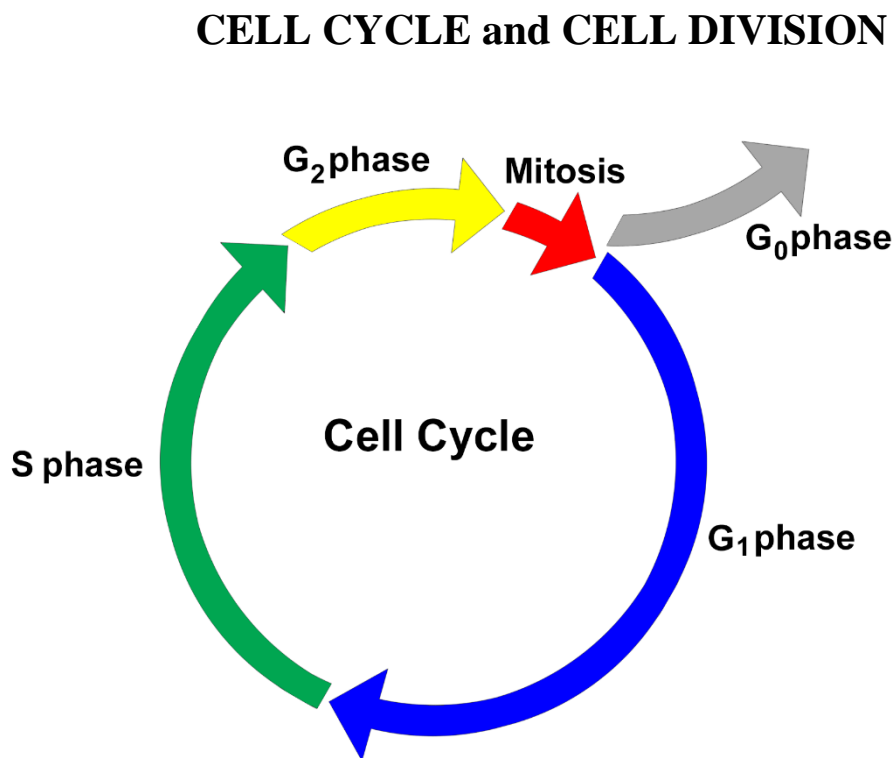 CELL CYCLE and CELL DIVISION
G₂ phase
Mitosis
G₀ phase
Cell Cycle
S phase
G₁ phase